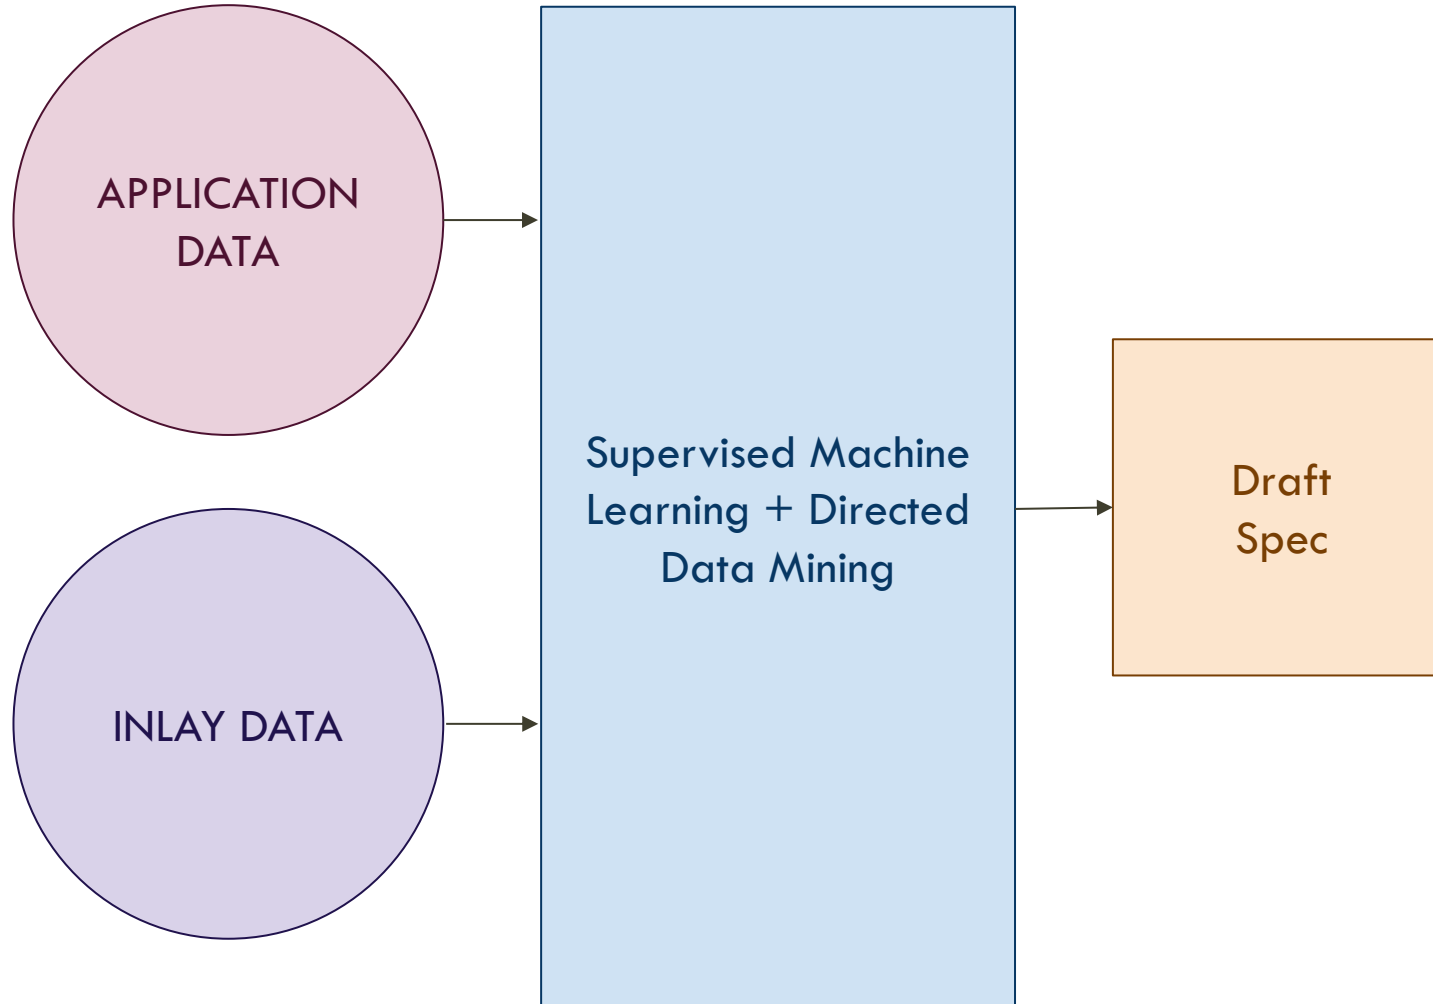 APPLICATION
DATA
INLAY DATA
Supervised Machine
Learning + Directed
Data Mining
Draft
Spec